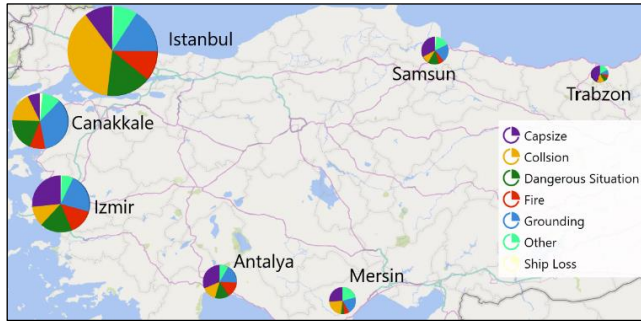 Istanbul
Samsun
Trabzon
Canakkale
Izmir
Antalya
Mersin
Capsize
Collsion
Dangerous Situation
Fire
Grounding
Other
Ship Loss